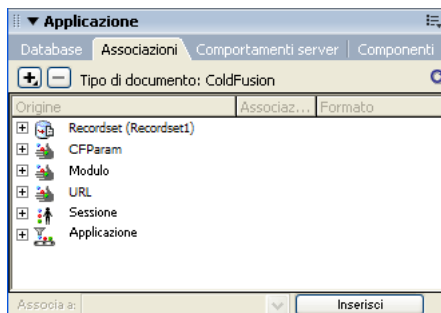 Applicazione
Database Associazioni Comportamenti server Componenti
Tipo di documento: ColdFusion
Origine Associaz... Formato
Recordset (Recordset1)
CFParam
Modulo
URL
Sessione
Applicazione
Associa a: Inserisci